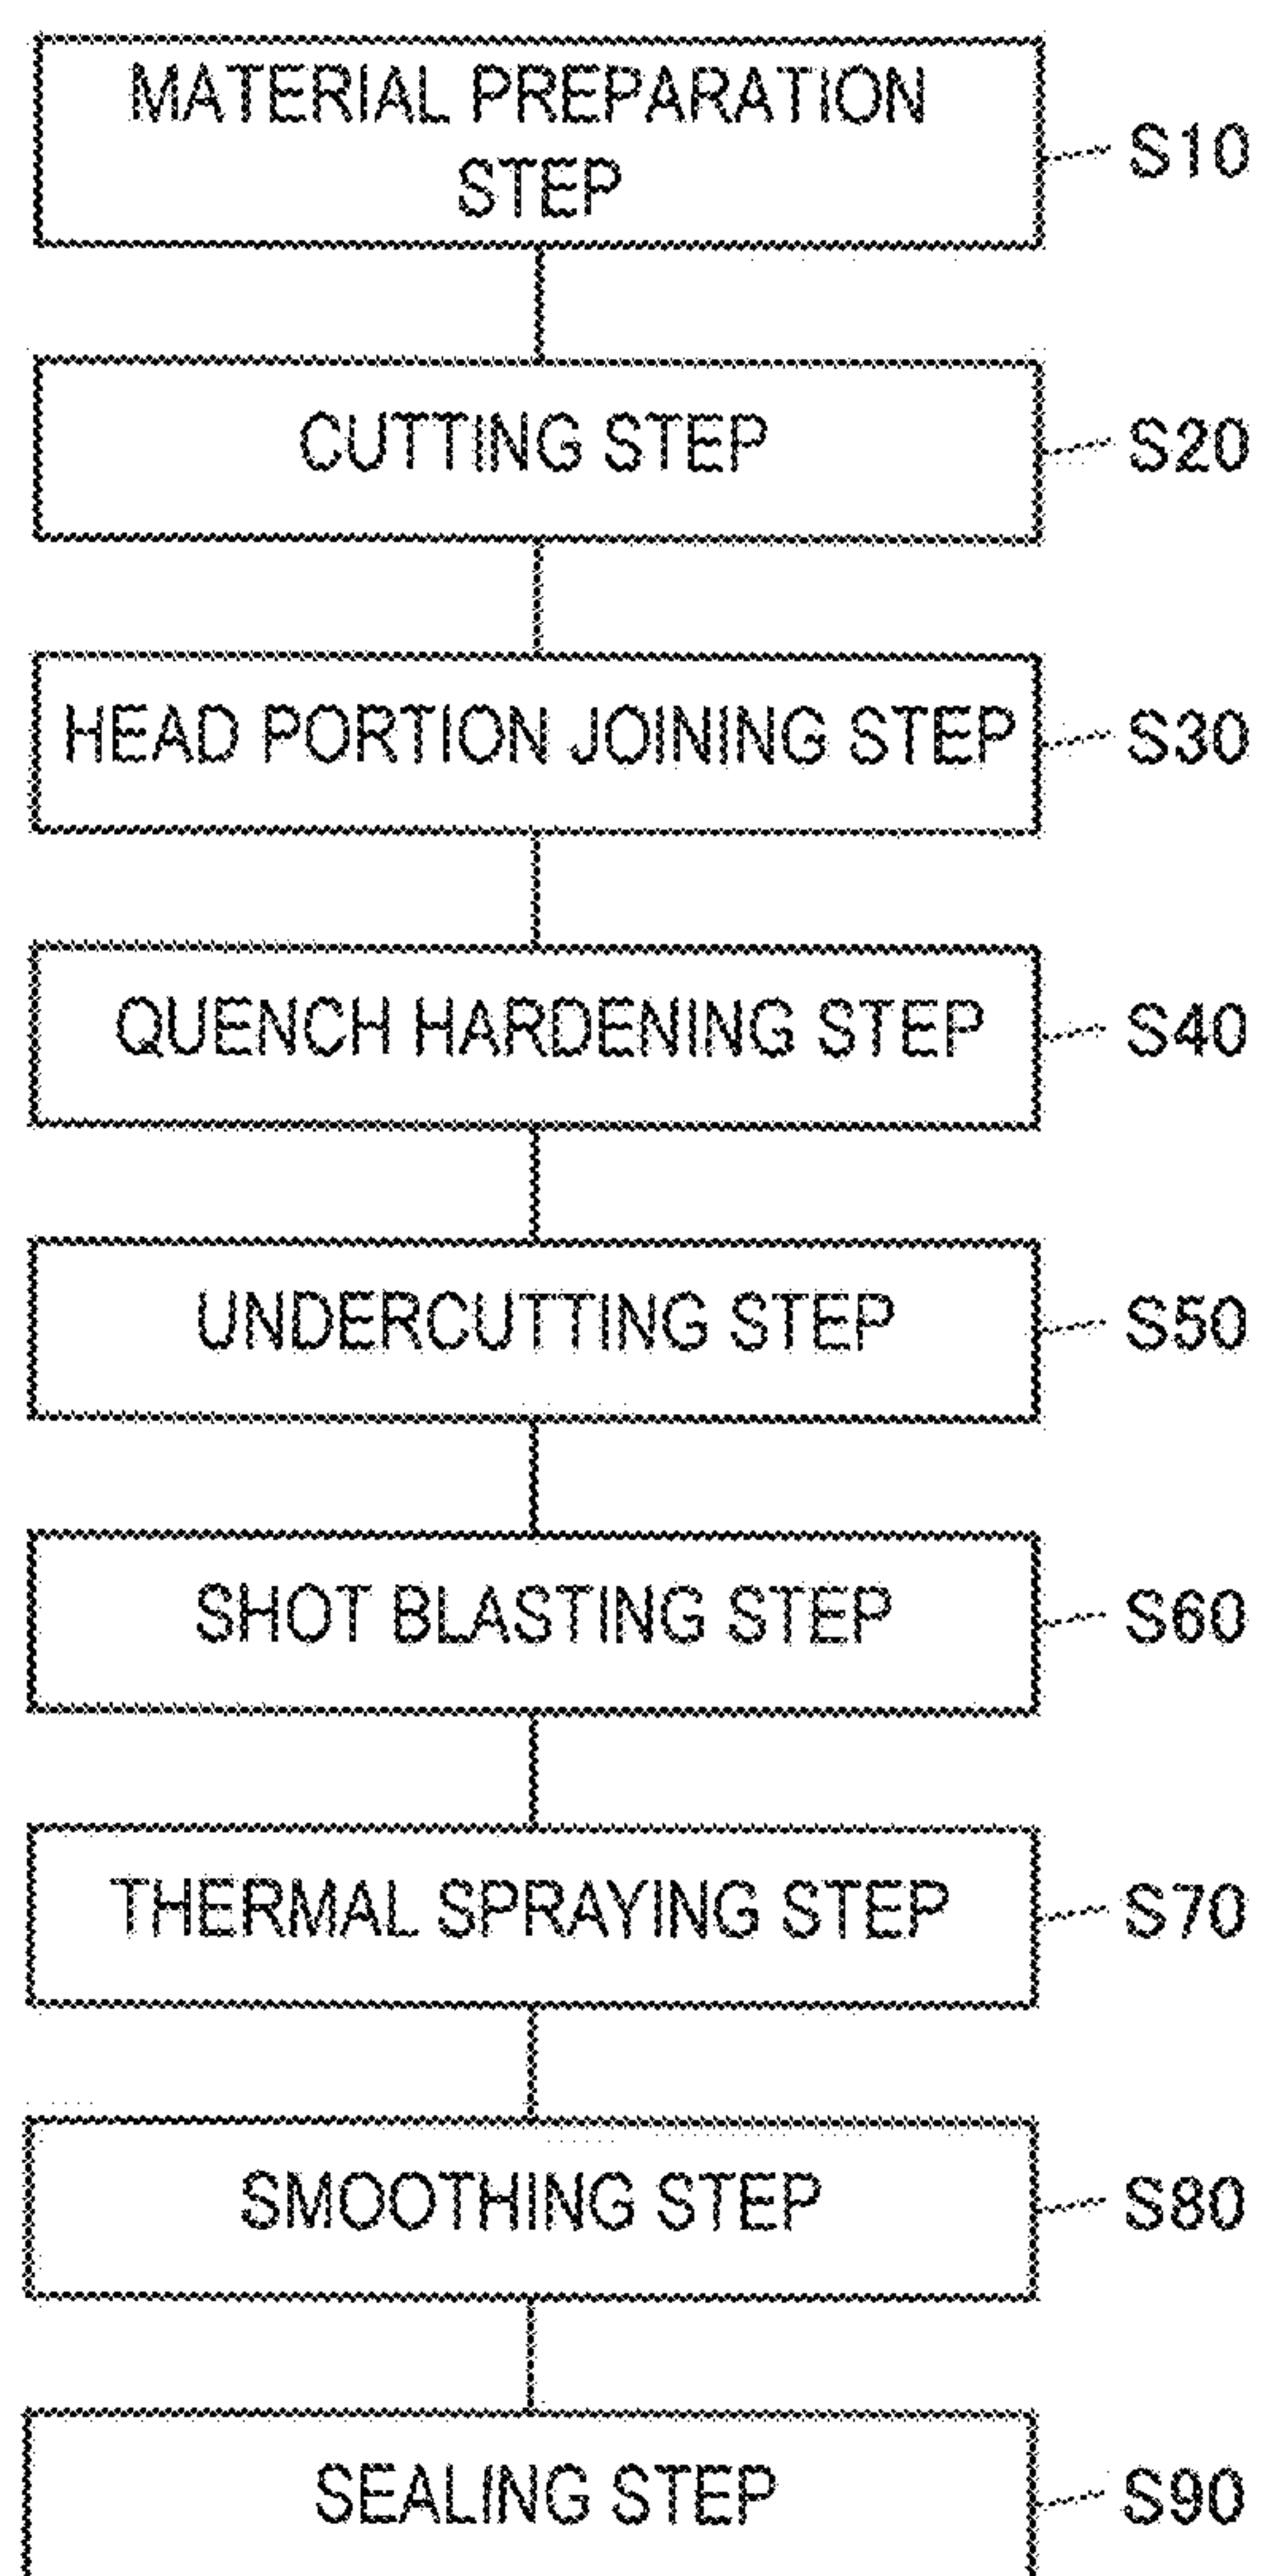 MATERIAL PREPARATION
STEP
S10
CUTTING STEP
S20
HEAD PORTION JOINING STEP
S30
QUENCH HARDENING STEP
S40
UNDERCUTTING STEP
S50
SHOT BLASTING STEP
S60
THERMAL SPRAYING STEP
S70
SMOOTHING STEP
S80
SEALING STEP
S90